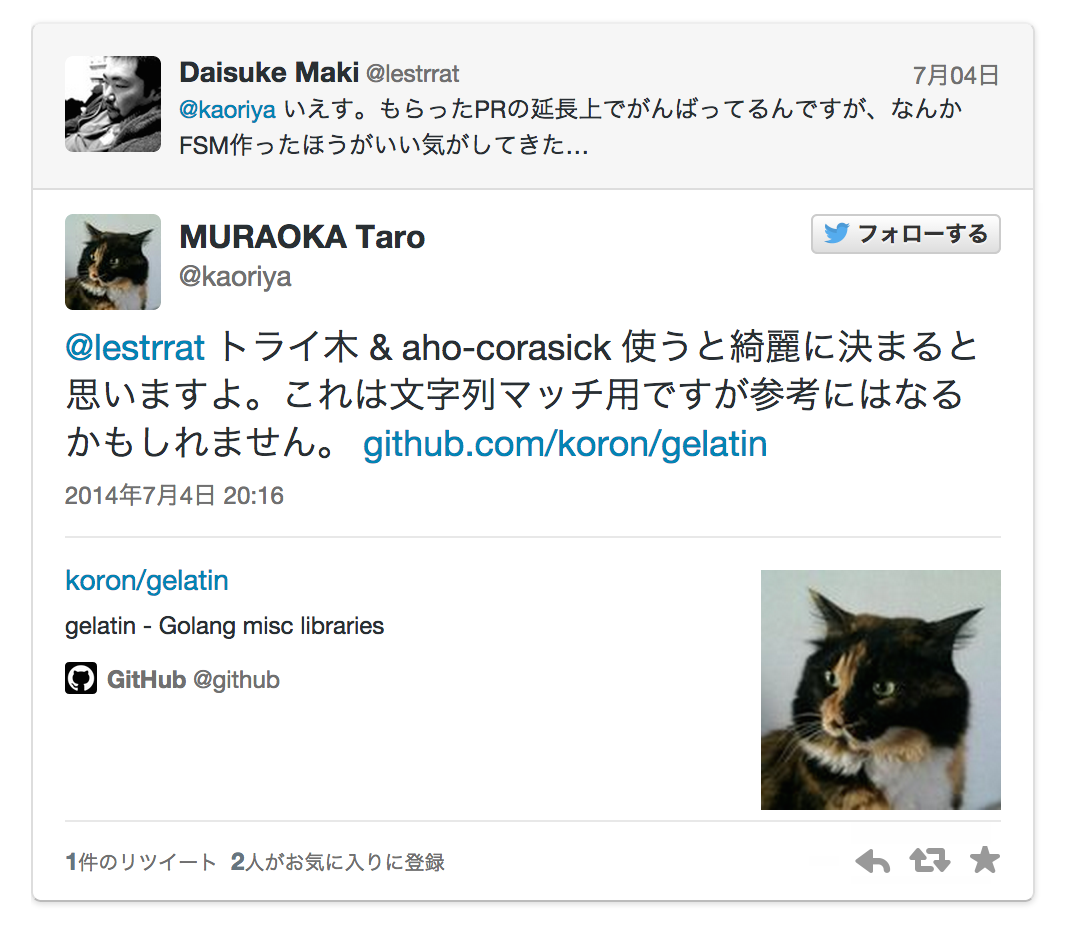 Daisuke Maki @lestrrat 7月04日
@kaoriya いえす。もらったPRの延長上でがんばってるんですが、なんか
FSM作ったほうがいい気がしてきた…
MURAOKA Taro フォローする
@kaoriya
@lestrrat トライ木 & aho-corasick 使うと綺麗に決まると
思いますよ。これは文字列マッチ用ですが参考にはなる
かもしれません。 github.com/koron/gelatin
2014年7月4日 20:16
koron/gelatin
gelatin - Golang misc libraries
GitHub @github
1件のリツイート 2人がお気に入りに登録